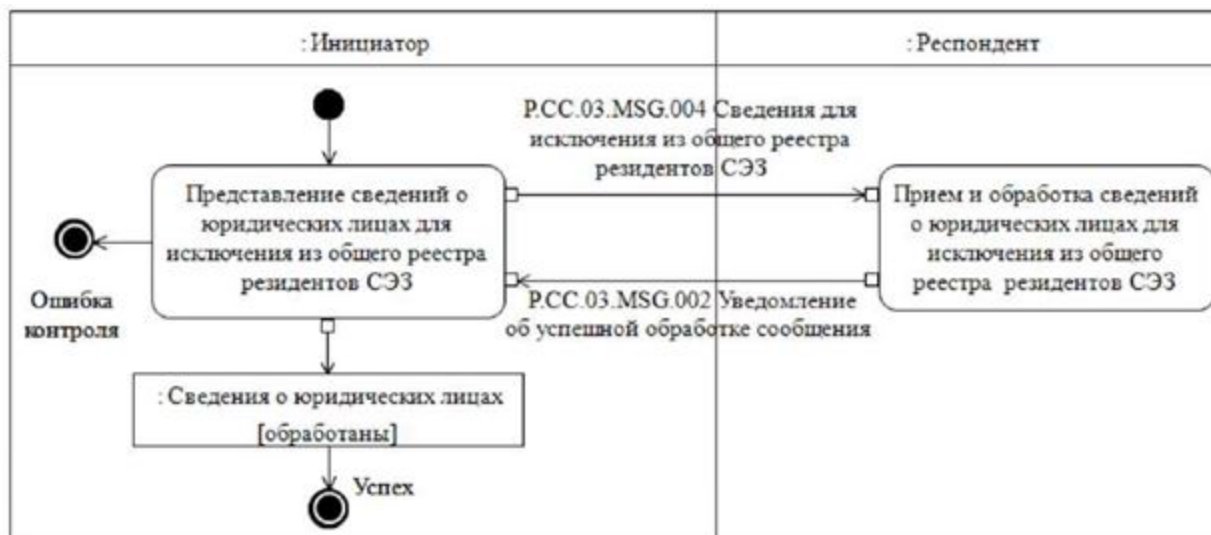 : Инициатор
: Респондент
P.CC.03.MSG.004 Сведения для
исключения из общего реестра
резидентов СЭЗ
Представление сведений о
юридических лицах для
исключения из общего реестра
резидентов СЭЗ
Прием и обработка сведений
о юридических лицах для
исключения из общего
реестра резидентов СЭЗ
P.CC.03.MSG.002 Уведомление
об успешной обработке сообщения
Ошибка
контроля
: Сведения о юридических лицах
[обработаны]
Успех